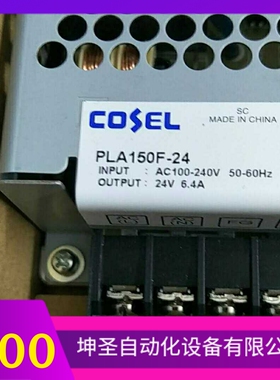 SC
MADE IN CHINA
COSEL
PLA150F-24
INPUT : AC100-240V 50-60Hz
OUTPUT : 24V 6.4A
FG
00
坤圣自动化设备有限公